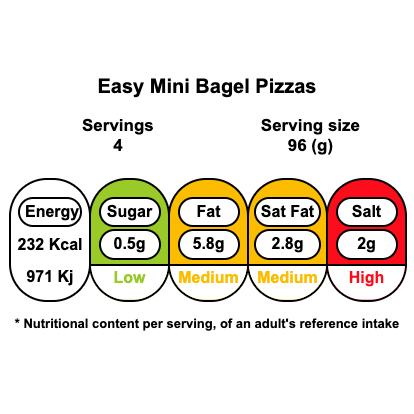 Easy Mini Bagel Pizzas
Servings
4
Serving size
96 (g)
Energy
232 Kcal
971 Kj
Sugar
0.5g
Low
Fat
5.8g
Medium
Sat Fat
2.8g
Medium
Salt
2g
High
* Nutritional content per serving, of an adult's reference intake